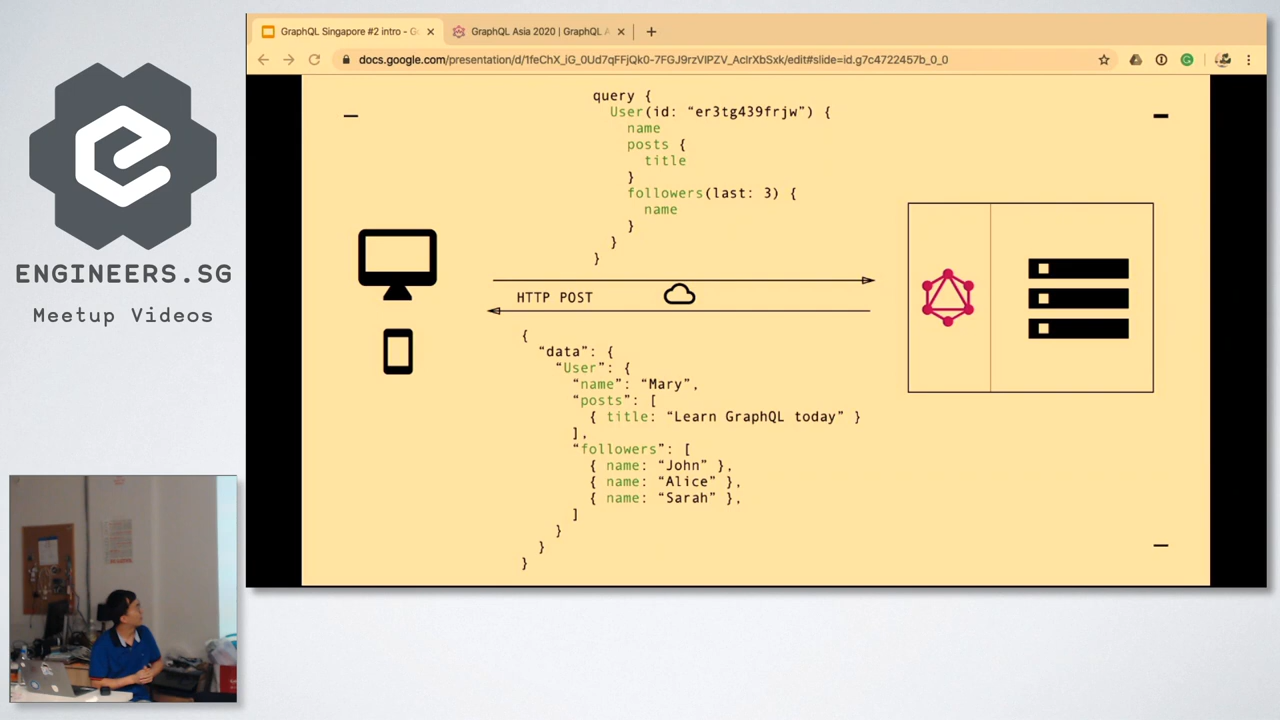 ENGINEERS.SG
Meetup Videos
GraphQL Singapore #2 intro - G
GraphQL Asia 2020 | GraphQL A
docs.google.com/presentation/d/1feChX_jG_0Ud7qFFjQk0-7FGJ9rzVIPZV_AclrXbSxk/edit#slide=id.g7c4722457b_0_0
query {
User(id: “er3tg439frjw”) {
name
posts {
title
}
followers(last: 3) {
name
}
}
}
HTTP POST
{
“data”: {
“User”: {
“name”: “Mary”,
“posts”: [
{ title: “Learn GraphQL today” }
],
“followers”: [
{ name: “John” },
{ name: “Alice” },
{ name: “Sarah” },
]
}
}
}